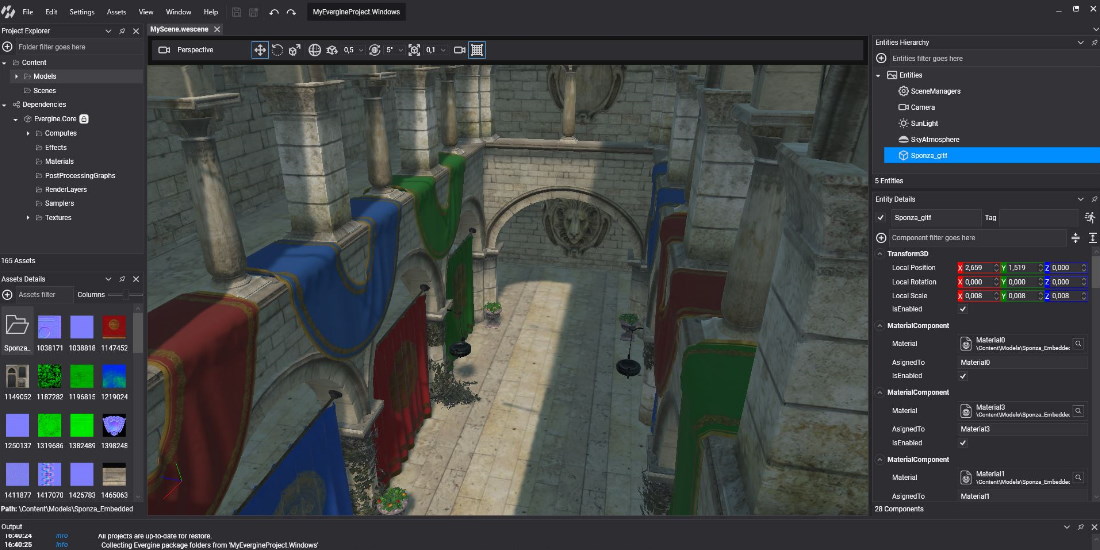 File Edit Settings Assets View Window Help MyEvergineProject.Windows
Project Explorer
Folder filter goes here
Content
Models
Scenes
Dependencies
Evergine.Core
Computes
Effects
Materials
PostProcessingGraphs
RenderLayers
Samplers
Textures
165 Assets
Assets Details
Assets filter Columns
Sponza_ 1038171 1038818 1147452
1149052 1187282 1196815 1219024
1250137 1319686 1382489 1398248
1411877 1417070 1426783 1465063
Path: \Content\Models\Sponza_Embedded
MyScene.wescene
Perspective 0,5 5° 0,1
Entities Hierarchy
Entities filter goes here
Entities
SceneManagers
Camera
SunLight
SkyAtmosphere
Sponza_gltf
5 Entities
Entity Details
Sponza_gltf Tag
Component filter goes here
Transform3D
Local Position X 2,659 Y 1,519 Z 0,000
Local Rotation X 0,000 Y 0,000 Z 0,000
Local Scale X 0,008 Y 0,008 Z 0,008
IsEnabled
MaterialComponent
Material Material0
\Content\Models\Sponza_Embedded
AssignedTo Material0
IsEnabled
MaterialComponent
Material Material3
\Content\Models\Sponza_Embedded
AssignedTo Material3
IsEnabled
MaterialComponent
Material Material1
\Content\Models\Sponza_Embedded
AssignedTo Material1
28 Components
Output
16:40:24 Info All projects are up-to-date for restore.
16:40:25 Info Collecting Evergine package folders from 'MyEvergineProject.Windows'